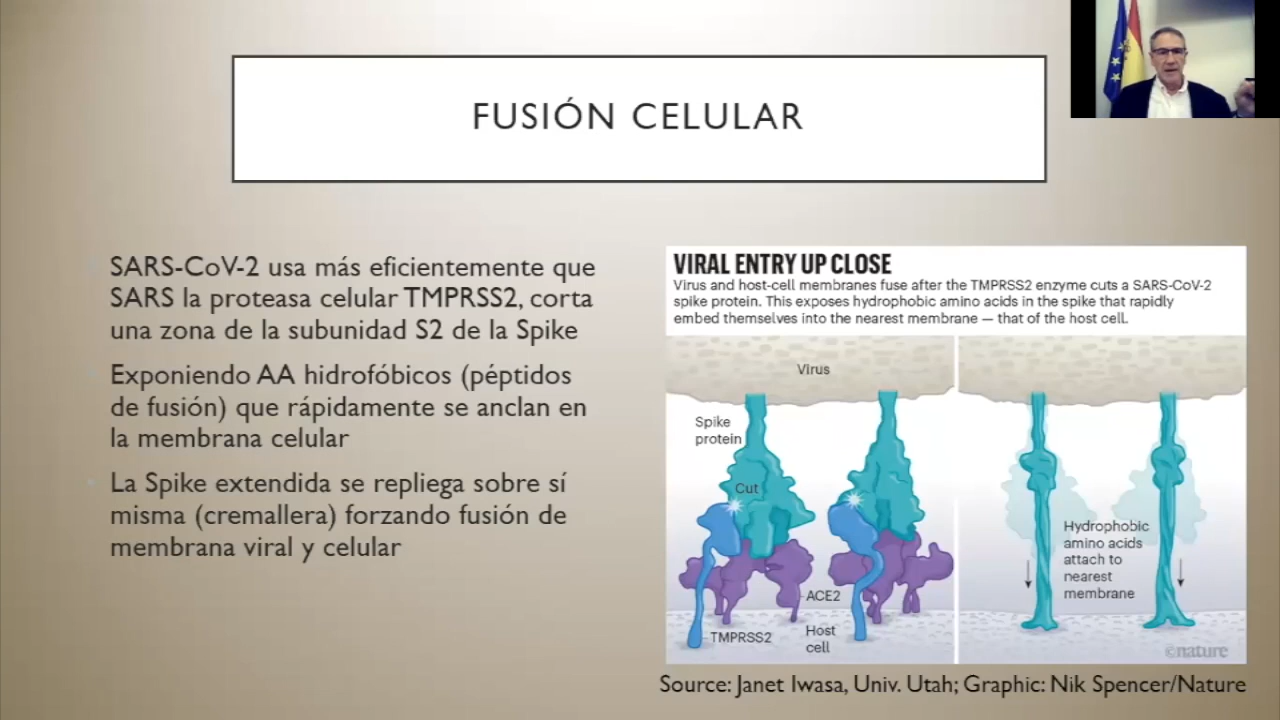 FUSIÓN CELULAR
SARS-CoV-2 usa más eficientemente que
SARS la proteasa celular TMPRSS2, corta
una zona de la subunidad S2 de la Spike
Exponiendo AA hidrofóbicos (péptidos
de fusión) que rápidamente se anclan en
la membrana celular
La Spike extendida se repliega sobre sí
misma (cremallera) forzando fusión de
membrana viral y celular
VIRAL ENTRY UP CLOSE
Virus and host-cell membranes fuse after the TMPRSS2 enzyme cuts a SARS-CoV-2
spike protein. This exposes hydrophobic amino acids in the spike that rapidly
embed themselves into the nearest membrane — that of the host cell.
Virus
Spike
protein
Cut
ACE2
TMPRSS2
Host
cell
Hydrophobic
amino acids
attach to
nearest
membrane
©nature
Source: Janet Iwasa, Univ. Utah; Graphic: Nik Spencer/Nature